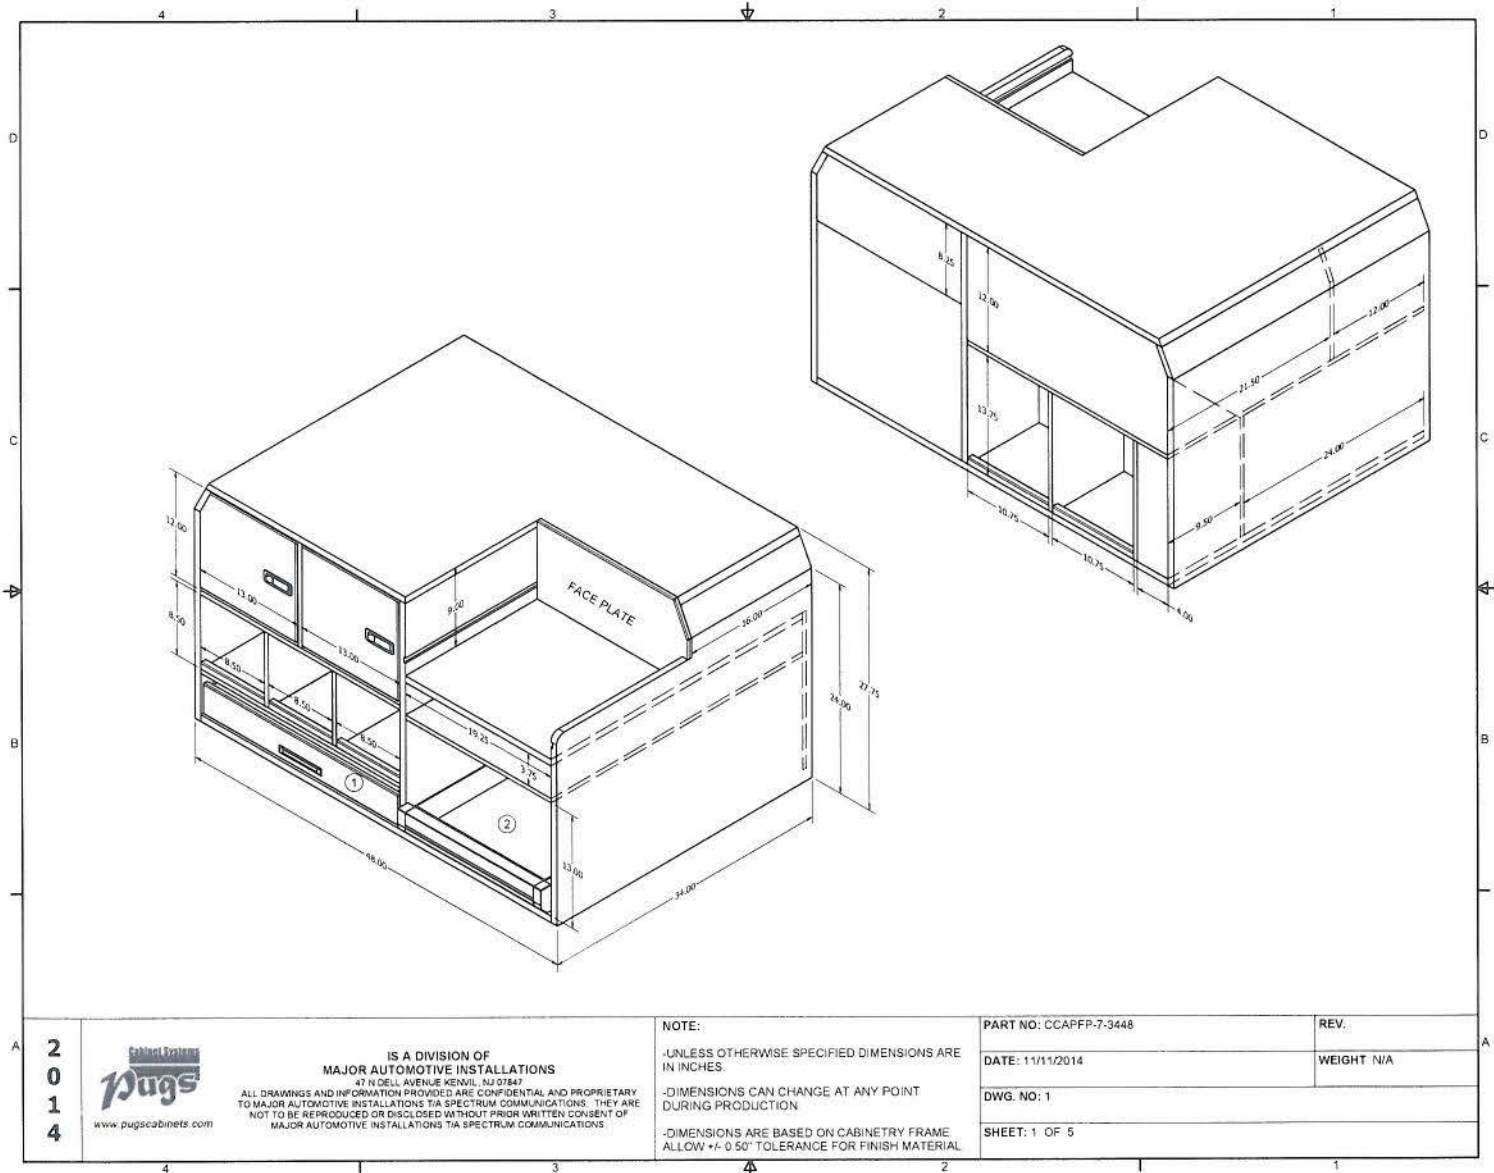 4 3 2 1
D
D
8.25
12.00
12.00
21.50
13.75
24.00
10.75
9.50
10.75
4.00
C
C
12.00
13.00
9.00
FACE PLATE
8.50
13.00
16.00
8.50
8.50
8.50
19.25
3.75
24.00
27.75
B
B
1
2
13.00
48.00
34.00
A
A
2
0
1
4
Cabinet Systems
Pugs
www.pugscabinets.com
IS A DIVISION OF
MAJOR AUTOMOTIVE INSTALLATIONS
47 N DELL AVENUE KENVIL, NJ 07847
ALL DRAWINGS AND INFORMATION PROVIDED ARE CONFIDENTIAL AND PROPRIETARY
TO MAJOR AUTOMOTIVE INSTALLATIONS T/A SPECTRUM COMMUNICATIONS. THEY ARE
NOT TO BE REPRODUCED OR DISCLOSED WITHOUT PRIOR WRITTEN CONSENT OF
MAJOR AUTOMOTIVE INSTALLATIONS T/A SPECTRUM COMMUNICATIONS
NOTE:
-UNLESS OTHERWISE SPECIFIED DIMENSIONS ARE
IN INCHES.
-DIMENSIONS CAN CHANGE AT ANY POINT
DURING PRODUCTION
-DIMENSIONS ARE BASED ON CABINETRY FRAME
ALLOW +/- 0.50" TOLERANCE FOR FINISH MATERIAL
PART NO: CCAPFP-7-3448
REV.
DATE: 11/11/2014
WEIGHT N/A
DWG. NO: 1
SHEET: 1 OF 5
4 3 2 1